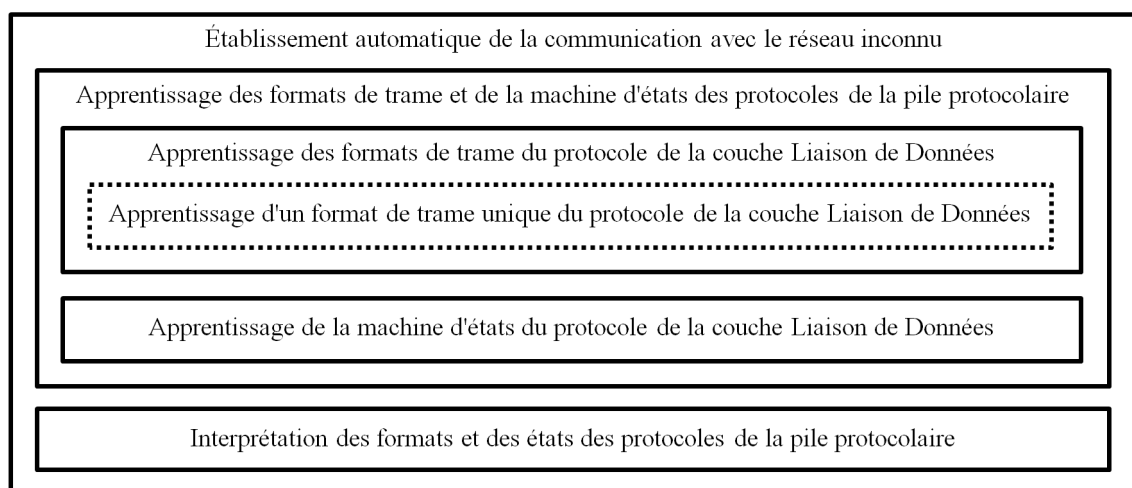 Établissement automatique de la communication avec le réseau inconnu
Apprentissage des formats de trame et de la machine d'états des protocoles de la pile protocolaire
Apprentissage des formats de trame du protocole de la couche Liaison de Données
Apprentissage d'un format de trame unique du protocole de la couche Liaison de Données
Apprentissage de la machine d'états du protocole de la couche Liaison de Données
Interprétation des formats et des états des protocoles de la pile protocolaire